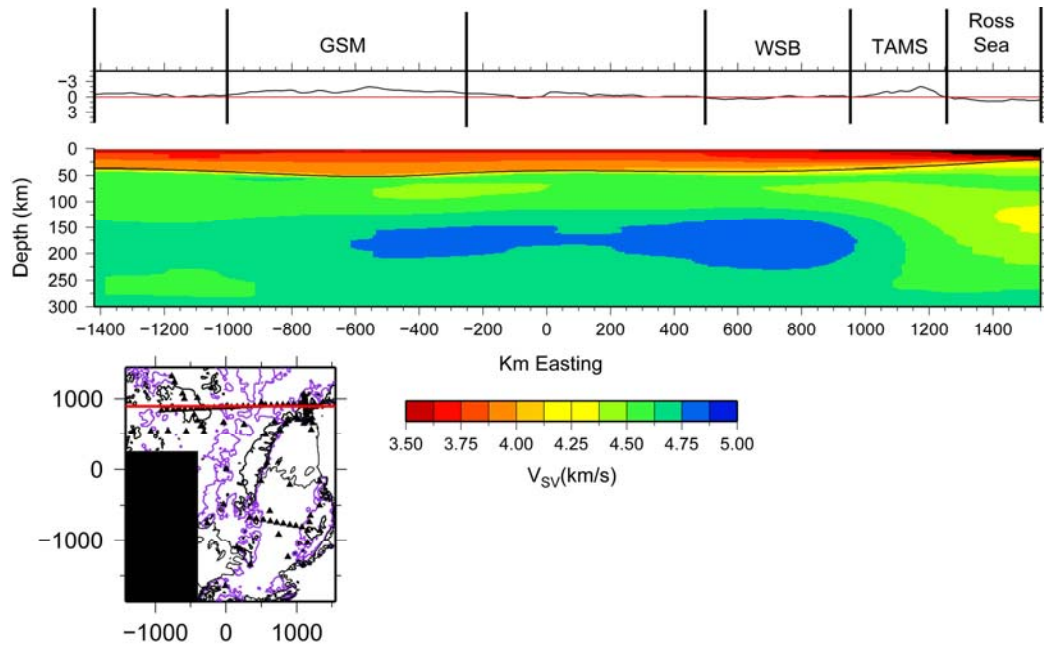 GSM WSB TAMS Ross
Sea
−3
0
3
0
50
100
150
200
250
300
Depth (km)
−1400 −1200 −1000 −800 −600 −400 −200 0 200 400 600 800 1000 1200 1400
Km Easting
1000
0
−1000
−1000 0 1000
3.50 3.75 4.00 4.25 4.50 4.75 5.00
VSV(km/s)